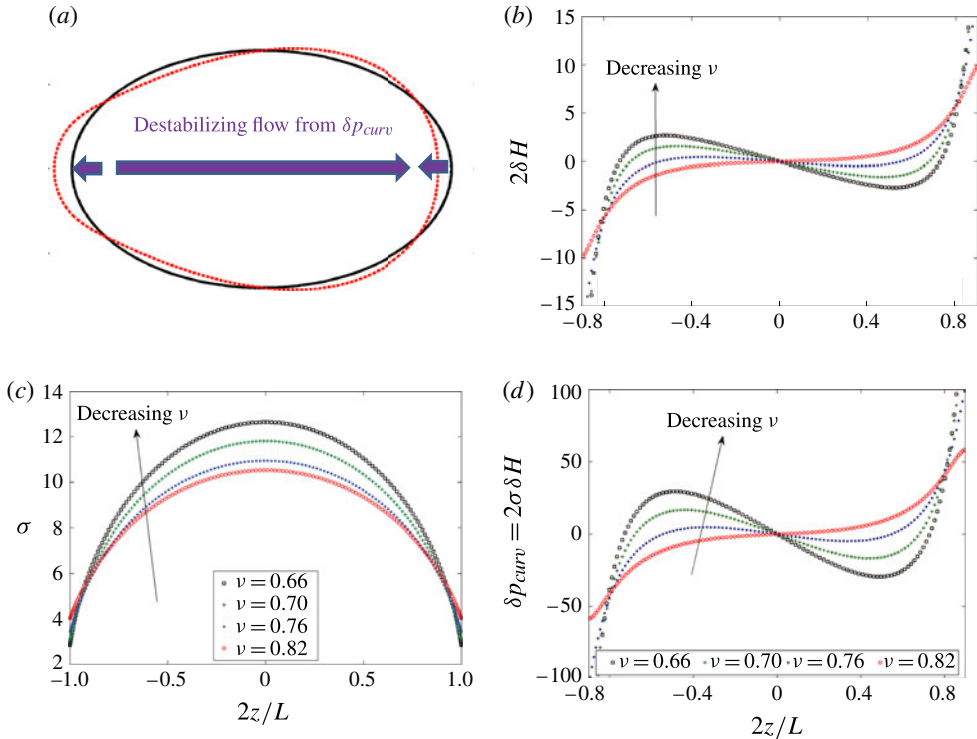 (a)
Destabilizing flow from δp_curv
(b)
15
10
5
0
−5
−10
−15
2δH
Decreasing ν
−0.8
−0.4
0
0.4
0.8
(c)
14
12
10
8
6
4
2
σ
Decreasing ν
ν = 0.66
ν = 0.70
ν = 0.76
ν = 0.82
−1.0
−0.5
0
0.5
1.0
2z/L
(d)
100
50
0
−50
−100
δp_curv = 2σ δH
Decreasing ν
ν = 0.66 ν = 0.70 ν = 0.76 ν = 0.82
−0.8
−0.4
0
0.4
0.8
2z/L